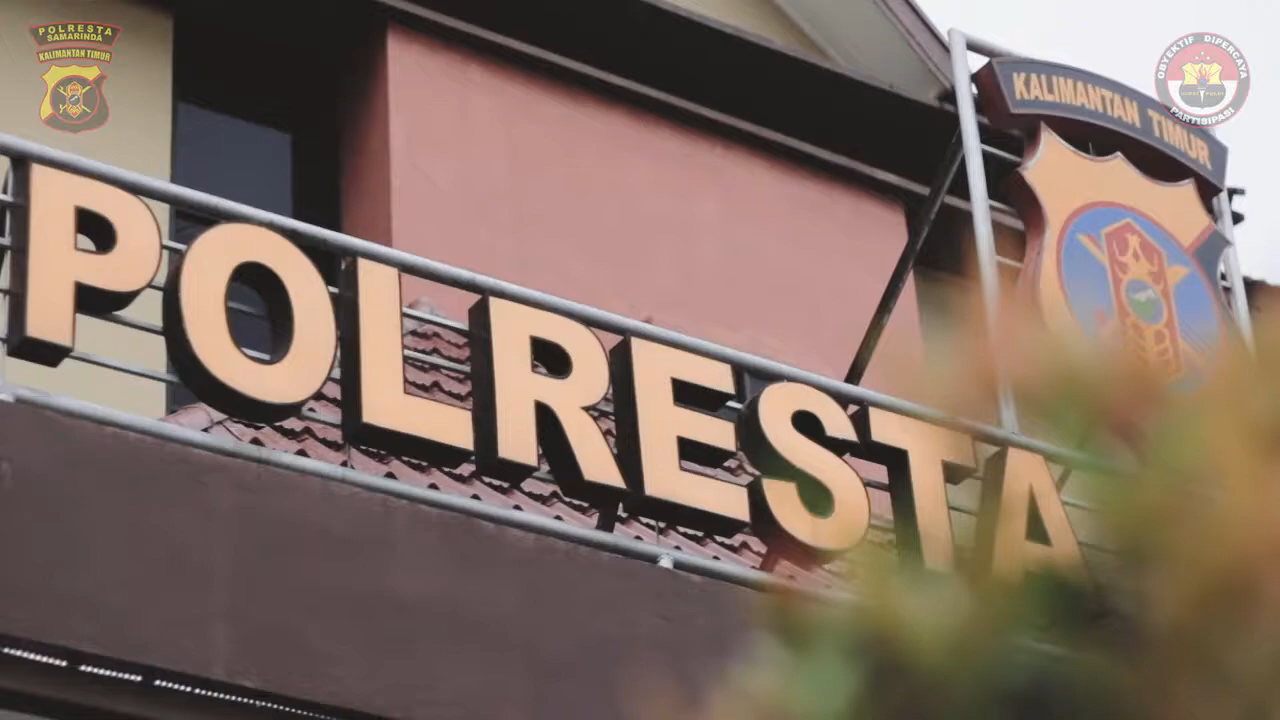 POLRESTA
SAMARINDA
KALIMANTAN TIMUR
OBYEKTIF DIPERCAYA
PARTISIPASI
KALIMANTAN TIMUR
POLRESTA